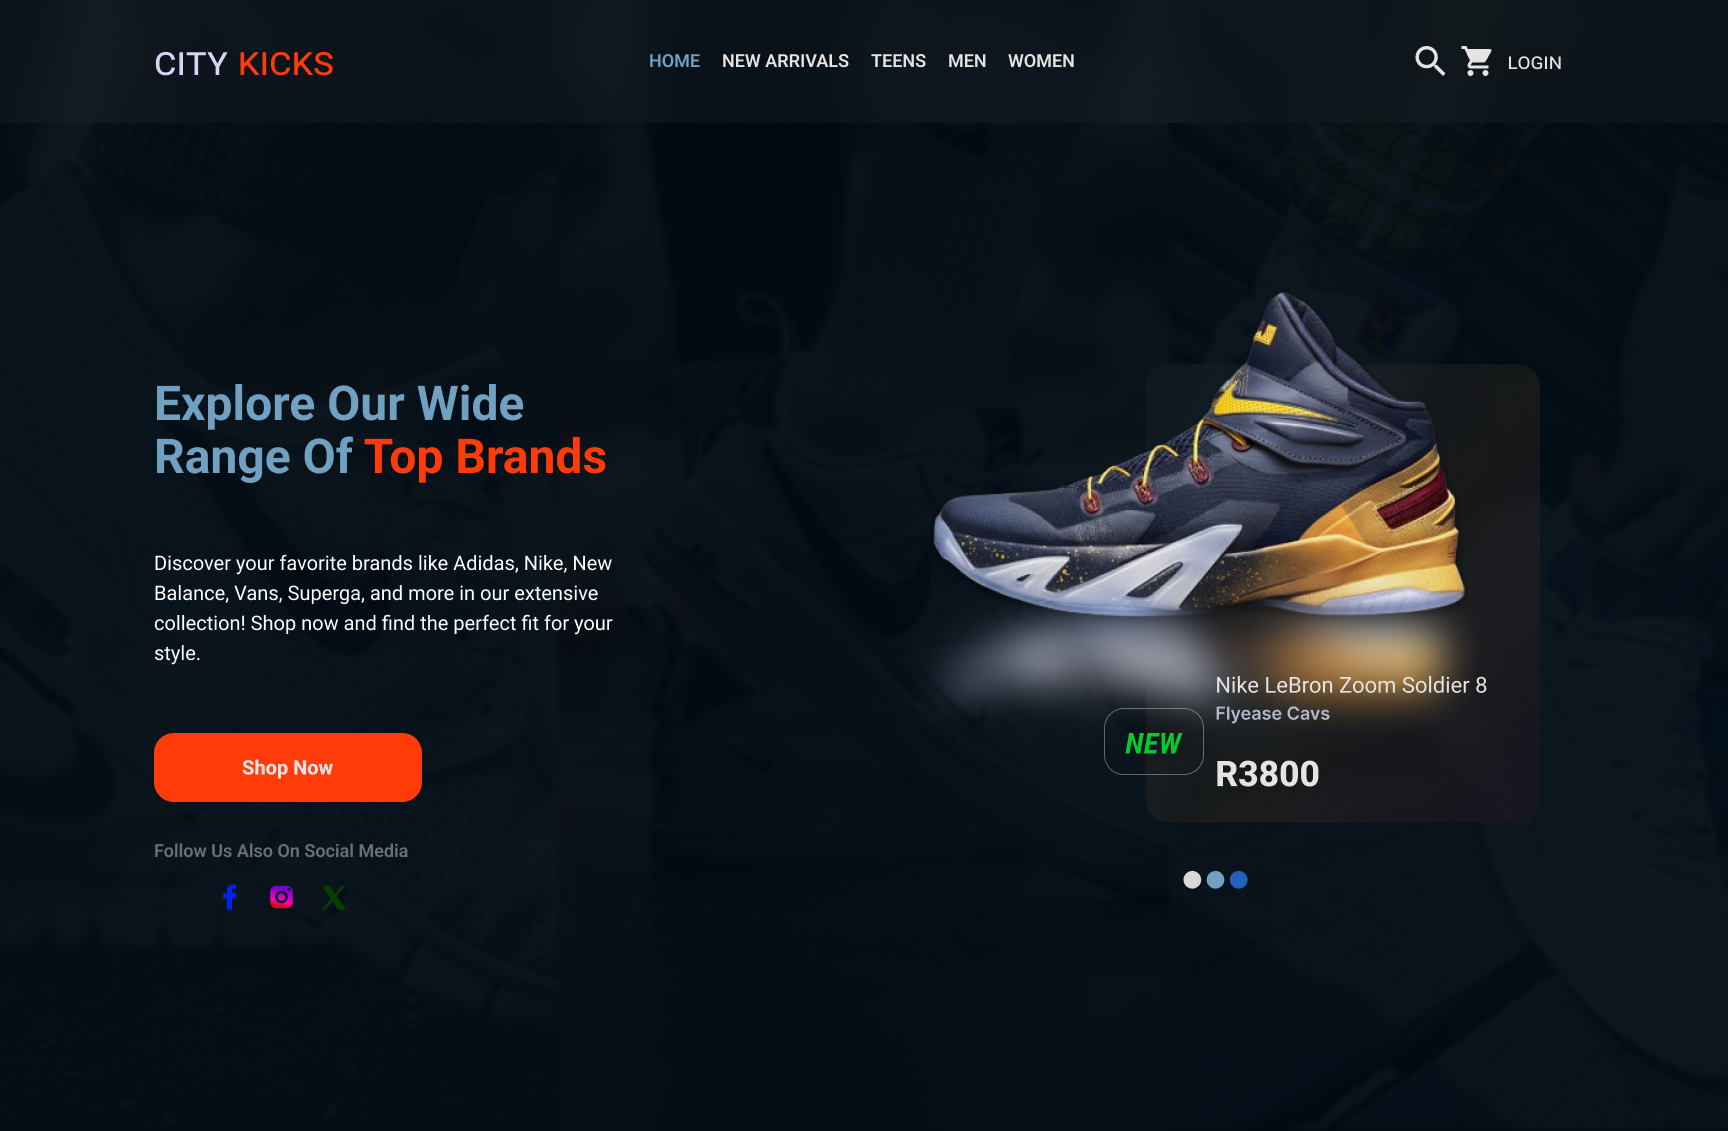 CITY KICKS
HOME NEW ARRIVALS TEENS MEN WOMEN
LOGIN
Explore Our Wide
Range Of Top Brands
Discover your favorite brands like Adidas, Nike, New
Balance, Vans, Superga, and more in our extensive
collection! Shop now and find the perfect fit for your
style.
Shop Now
Follow Us Also On Social Media
Nike LeBron Zoom Soldier 8
Flyease Cavs
NEW
R3800